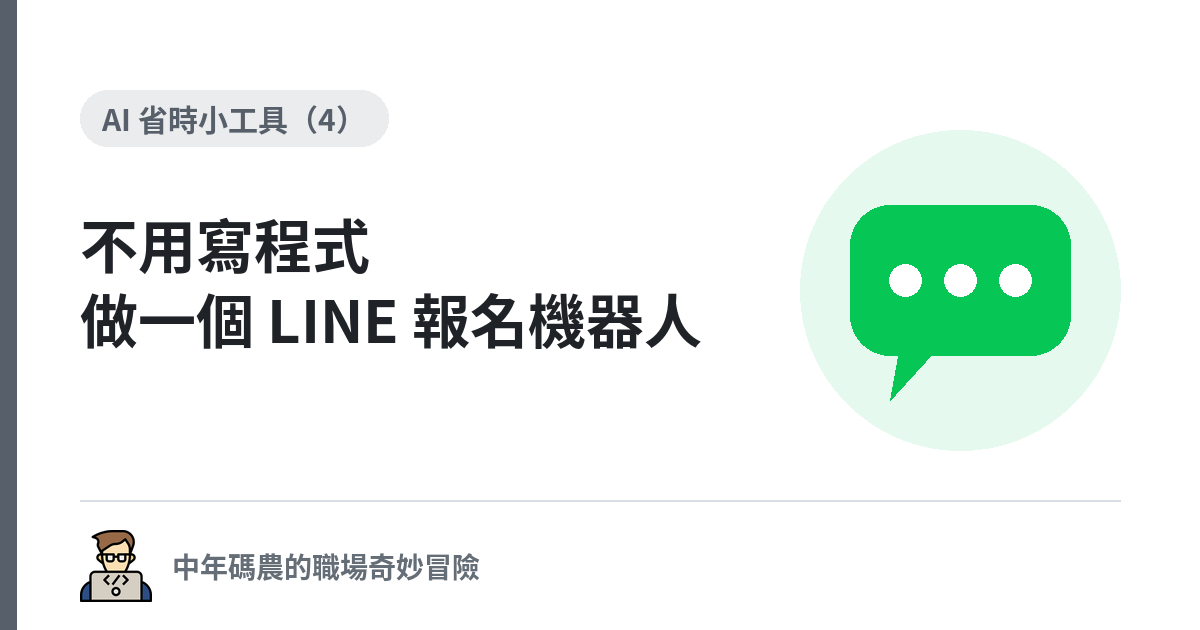 AI 省時小工具（4）
不用寫程式
做一個 LINE 報名機器人
</>
中年碼農的職場奇妙冒險